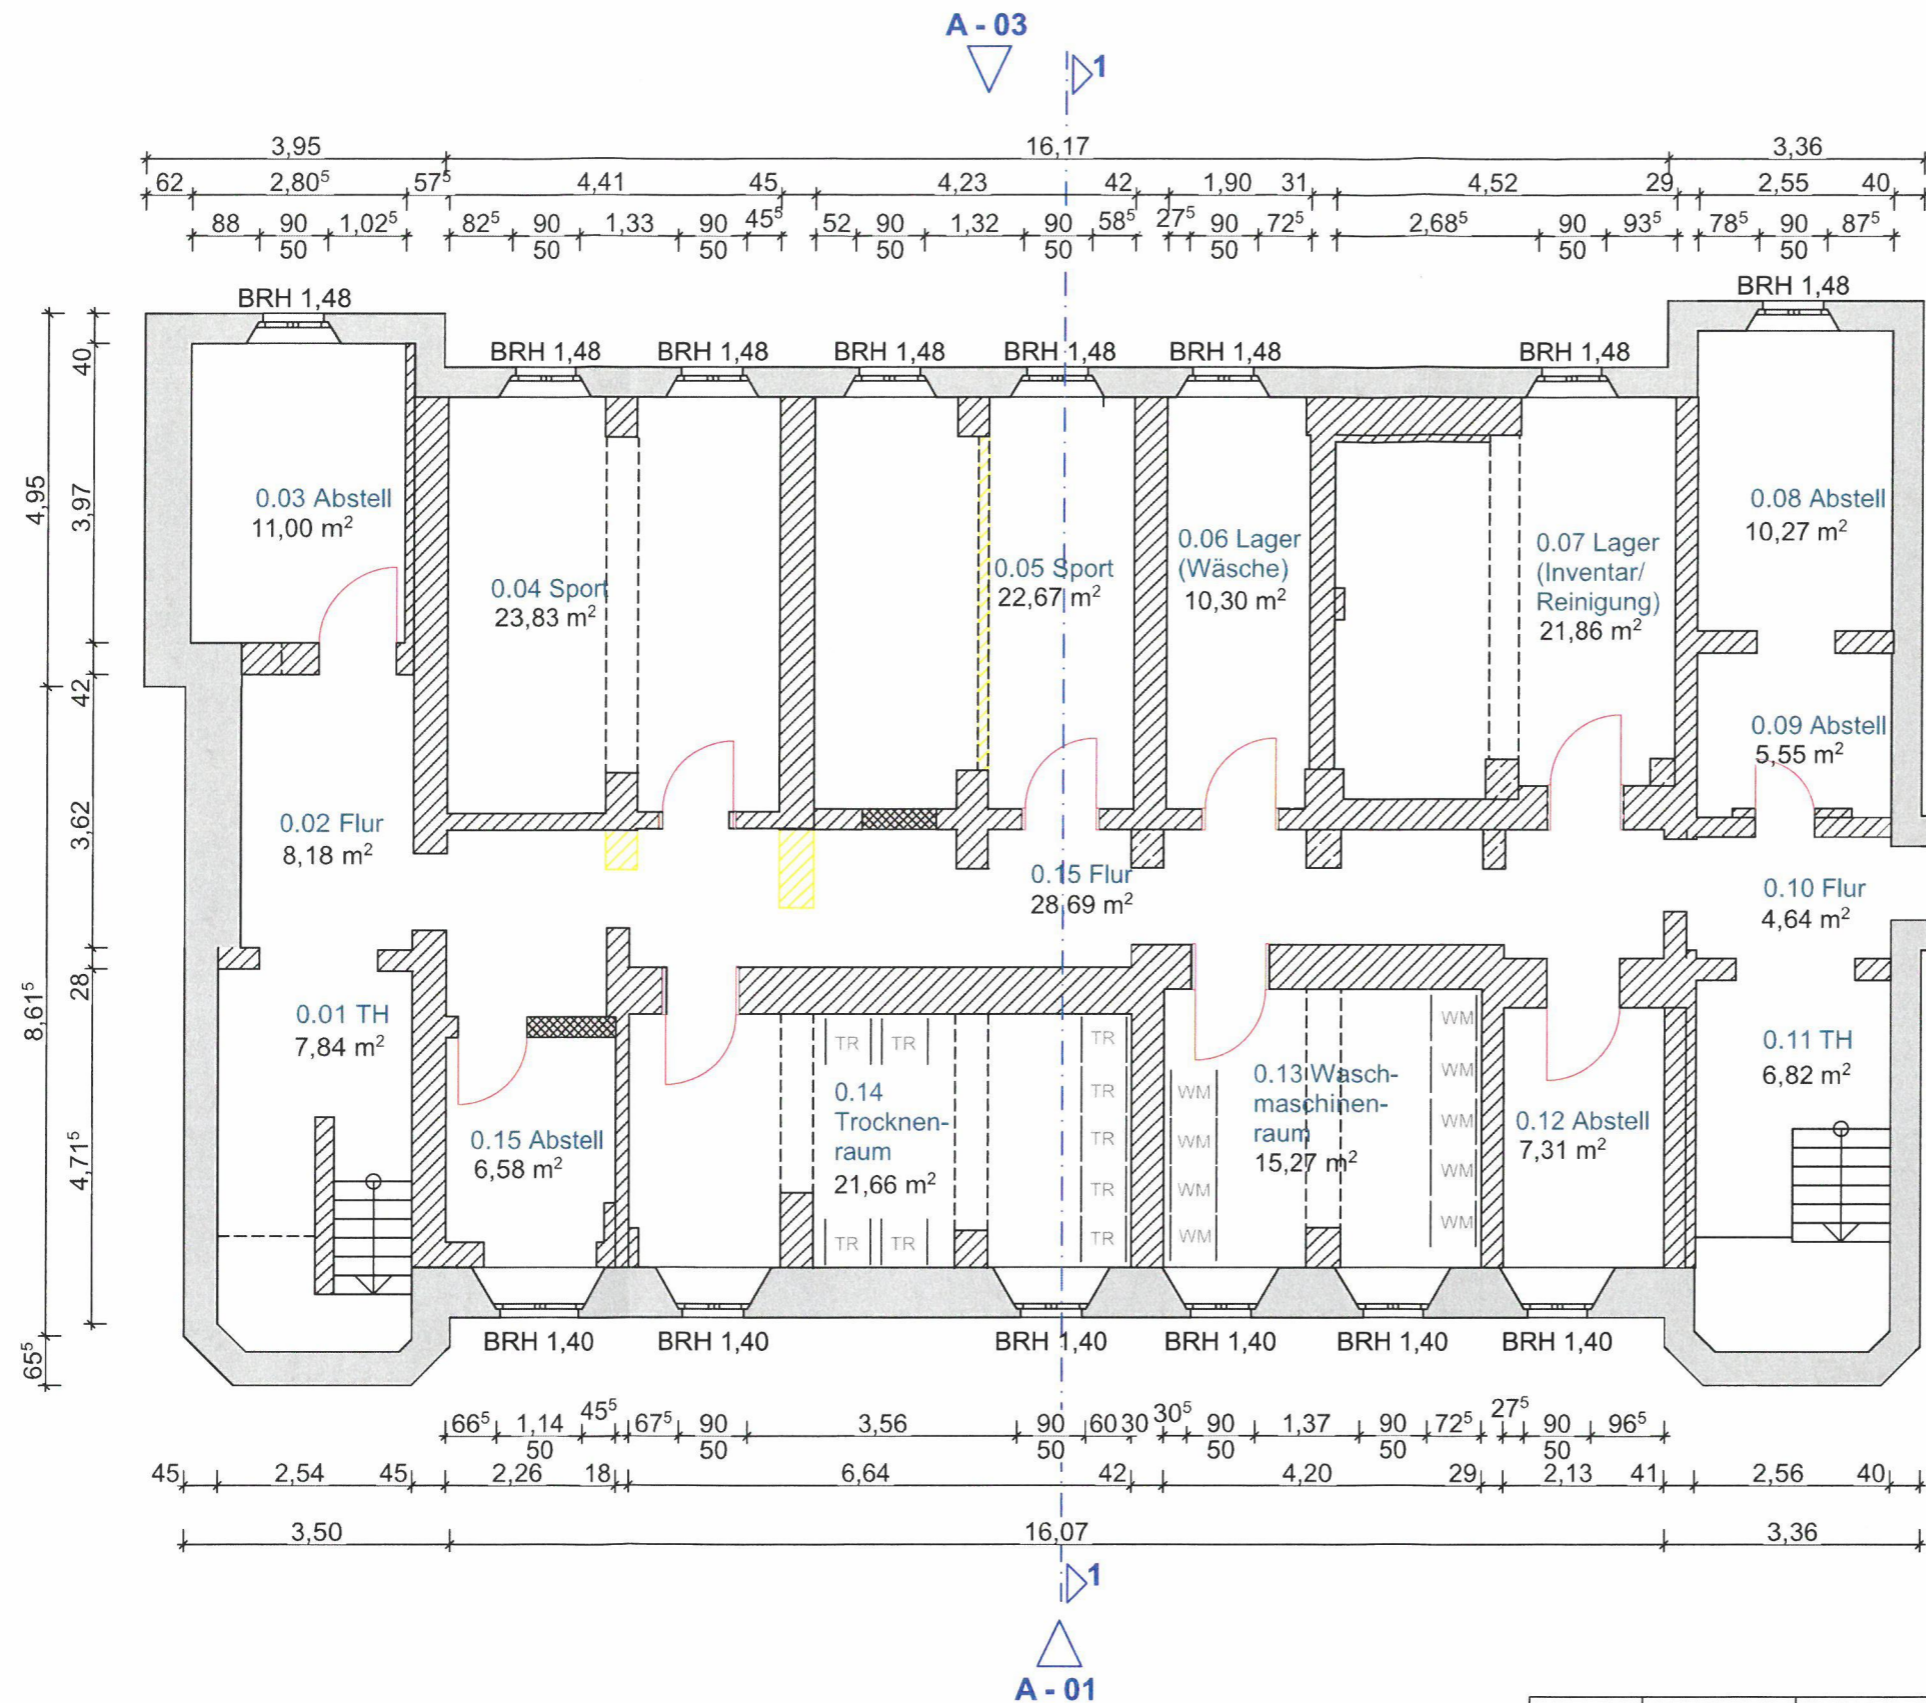 A - 03
1
3,95 16,17 3,36
62 2,80⁵ 57⁵ 4,41 45 4,23 42 1,90 31 4,52 29 2,55 40
88 90 1,02⁵ 82⁵ 90 1,33 90 45⁵ 52 90 1,32 90 58⁵ 27⁵ 90 72⁵ 2,68⁵ 90 93⁵ 78⁵ 90 87⁵
50 50 50 50 50 50 50 50
BRH 1,48 BRH 1,48
BRH 1,48 BRH 1,48 BRH 1,48 BRH 1,48 BRH 1,48 BRH 1,48
40
4,95
3,97
42
3,62
28
8,61⁵
4,71⁵
65⁵
0.03 Abstell
11,00 m²
0.04 Sport
23,83 m²
0.05 Sport
22,67 m²
0.06 Lager
(Wäsche)
10,30 m²
0.07 Lager
(Inventar/
Reinigung)
21,86 m²
0.08 Abstell
10,27 m²
0.09 Abstell
5,55 m²
0.02 Flur
8,18 m²
0.15 Flur
28,69 m²
0.10 Flur
4,64 m²
0.01 TH
7,84 m²
0.15 Abstell
6,58 m²
TR TR
0.14
Trocknen-
raum
21,66 m²
TR TR
TR
TR
TR
TR
TR
WM
WM
WM
WM
0.13 Wasch-
maschinen-
raum
15,27 m²
WM
WM
WM
WM
WM
0.12 Abstell
7,31 m²
0.11 TH
6,82 m²
BRH 1,40 BRH 1,40 BRH 1,40 BRH 1,40 BRH 1,40 BRH 1,40
66⁵ 1,14 45⁵ 67⁵ 90 3,56 90 60 30 30⁵ 90 1,37 90 72⁵ 27⁵ 90 96⁵
50 50 50 50 50 50
45 2,54 45 2,26 18 6,64 42 4,20 29 2,13 41 2,56 40
3,50 16,07 3,36
1
A - 01